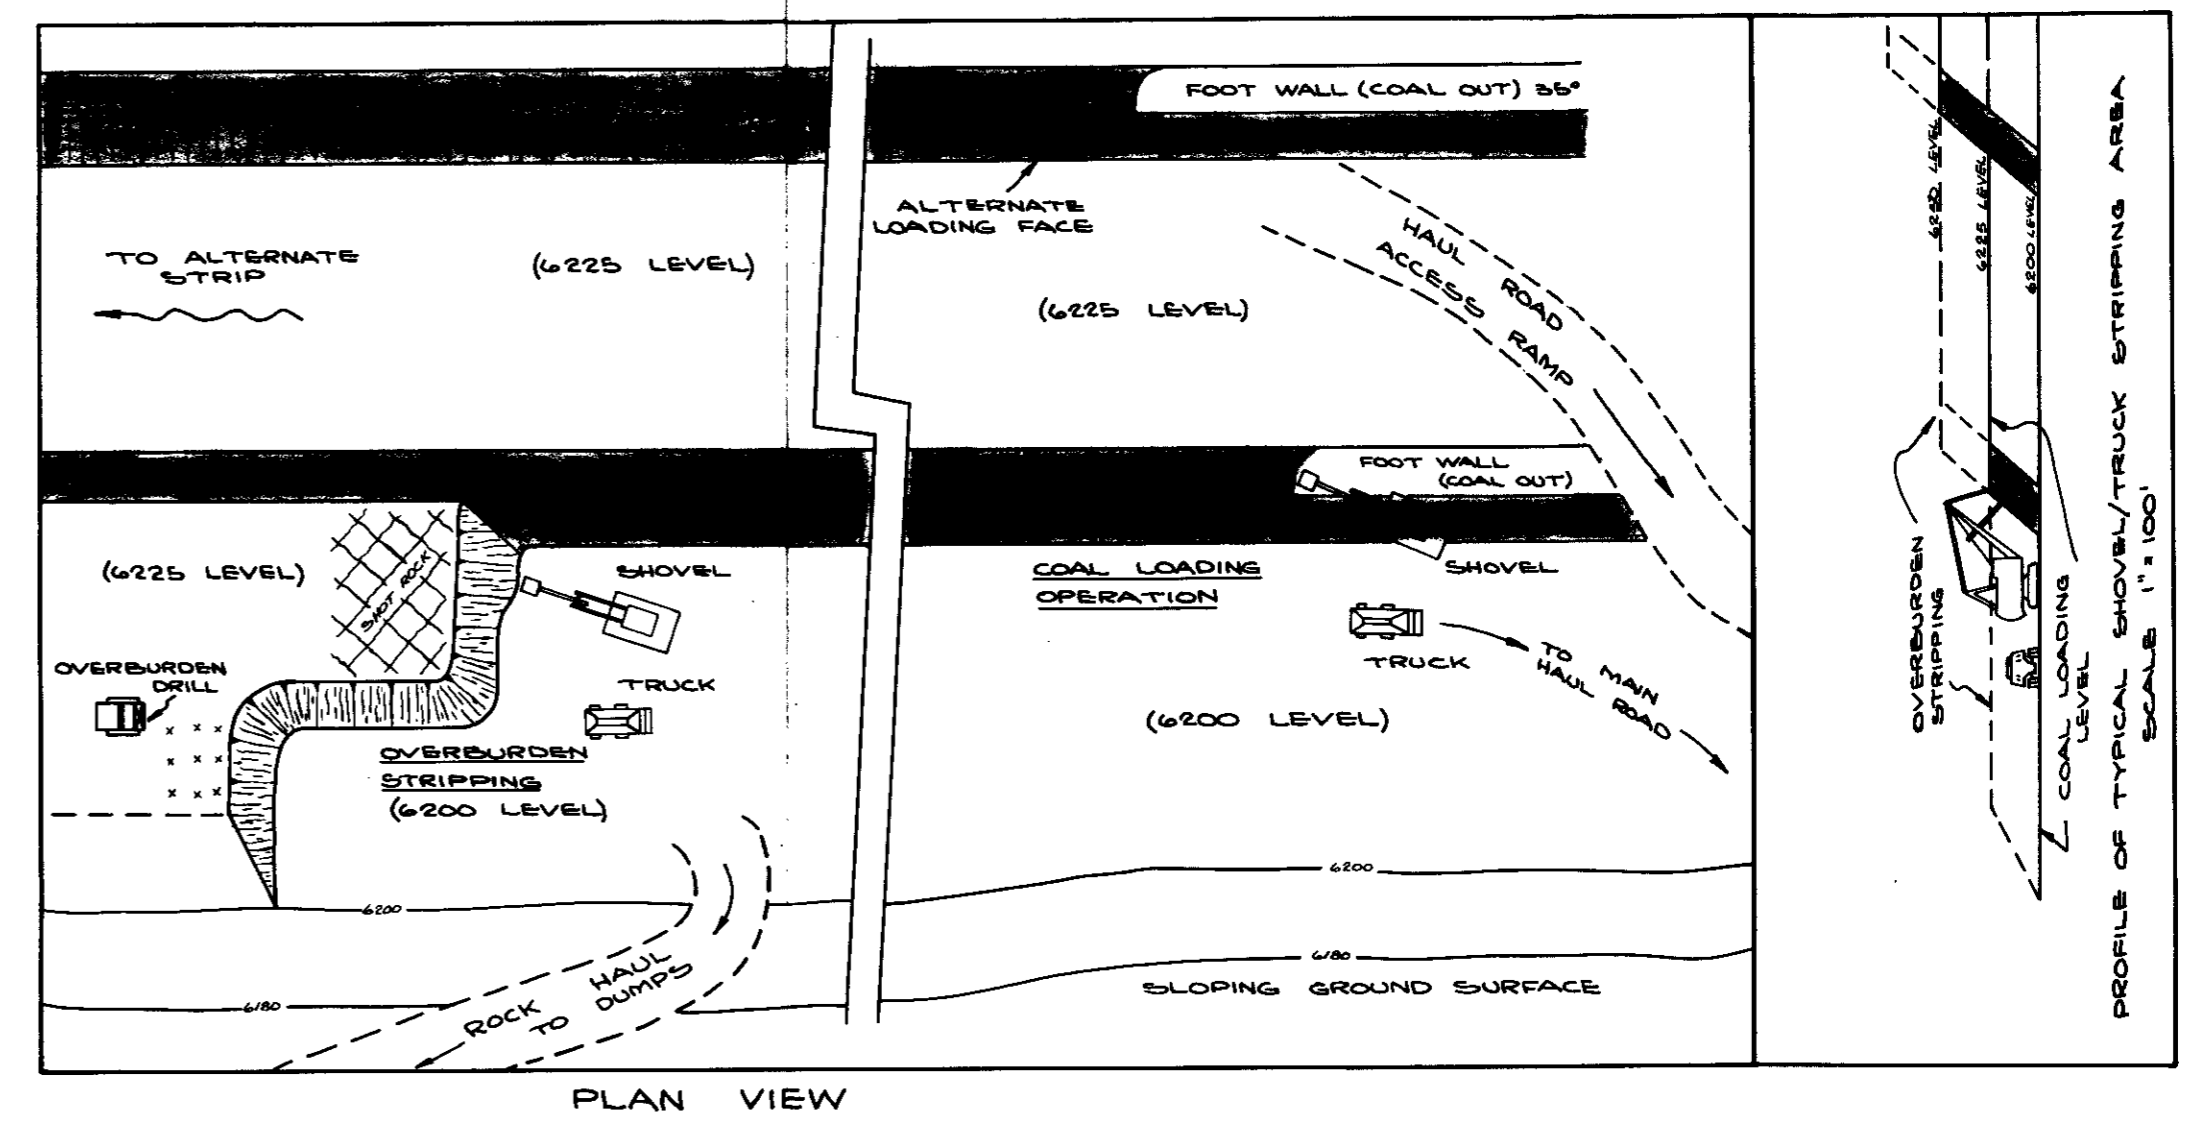 FOOT WALL (COAL OUT) 35°
ALTERNATE
LOADING FACE
TO ALTERNATE
STRIP
(6225 LEVEL)
(6225 LEVEL)
HAUL ROAD
ACCESS RAMP
FOOT WALL
(COAL OUT)
(6225 LEVEL)
SHOT ROCK
SHOVEL
COAL LOADING
OPERATION
SHOVEL
OVERBURDEN
DRILL
TRUCK
TRUCK
TO MAIN
HAUL ROAD
(6200 LEVEL)
OVERBURDEN
STRIPPING
(6200 LEVEL)
6200
6200
6180
6180
ROCK HAUL
TO DUMPS
SLOPING GROUND SURFACE
PLAN VIEW
LEVEL
6225 LEVEL
6200 LEVEL
OVERBURDEN
STRIPPING
COAL LOADING
LEVEL
PROFILE OF TYPICAL SHOVEL/TRUCK STRIPPING AREA
SCALE 1" = 100'